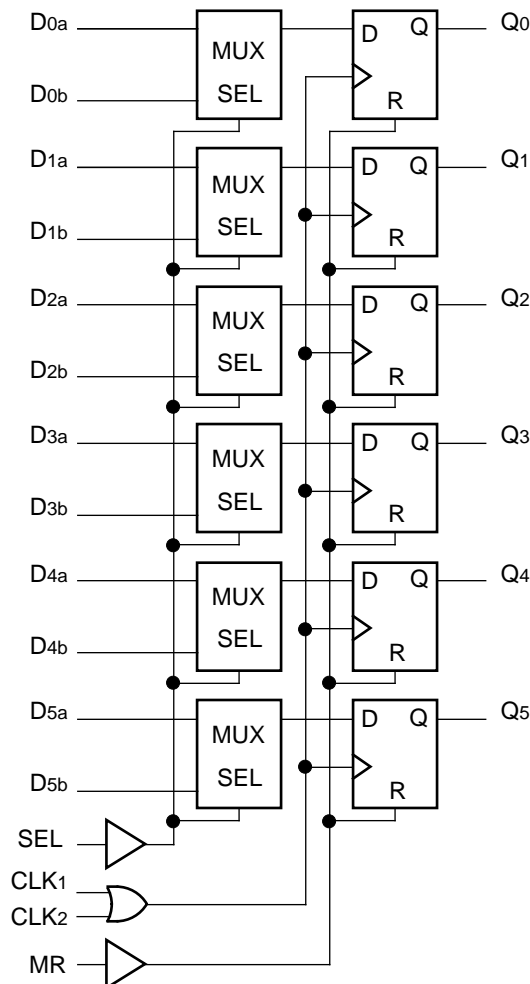 D0a MUX D Q Q0
D0b SEL R
D1a MUX D Q Q1
D1b SEL R
D2a MUX D Q Q2
D2b SEL R
D3a MUX D Q Q3
D3b SEL R
D4a MUX D Q Q4
D4b SEL R
D5a MUX D Q Q5
D5b SEL R
SEL
CLK1
CLK2
MR